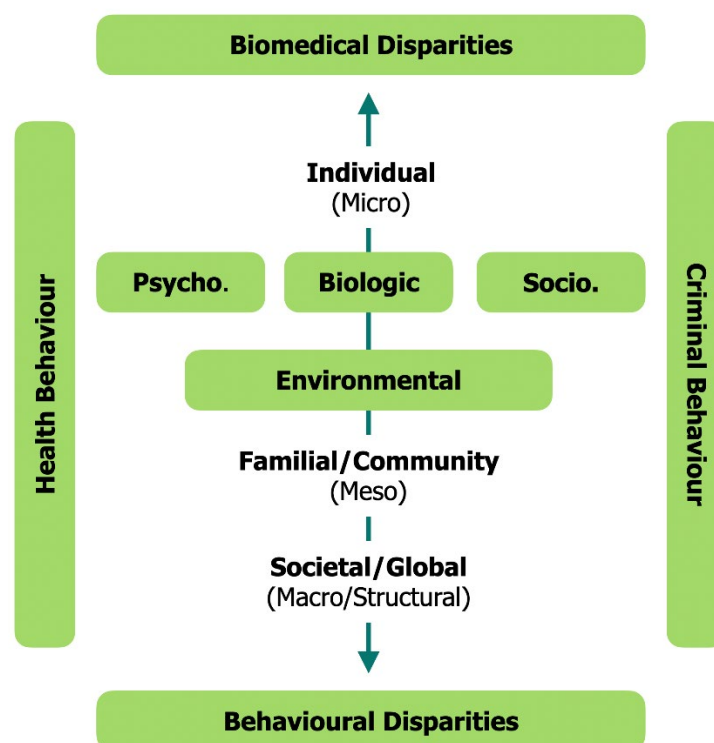 Biomedical Disparities
Individual
(Micro)
Health Behaviour
Psycho.
Biologic
Socio.
Criminal Behaviour
Environmental
Familial/Community
(Meso)
Societal/Global
(Macro/Structural)
Behavioural Disparities